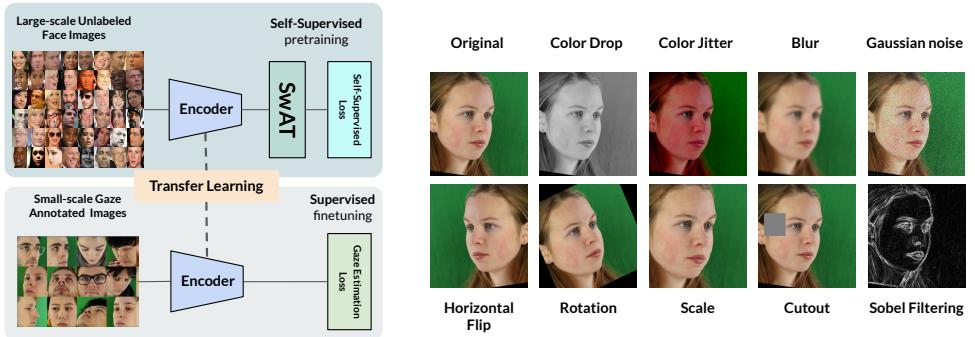 Large-scale Unlabeled
Face Images
Self-Supervised
pretraining
Encoder
SwAT
Self-Supervised
Loss
Transfer Learning
Small-scale Gaze
Annotated Images
Supervised
finetuning
Encoder
Gaze Estimation
Loss
Original
Color Drop
Color Jitter
Blur
Gaussian noise
Horizontal
Flip
Rotation
Scale
Cutout
Sobel Filtering